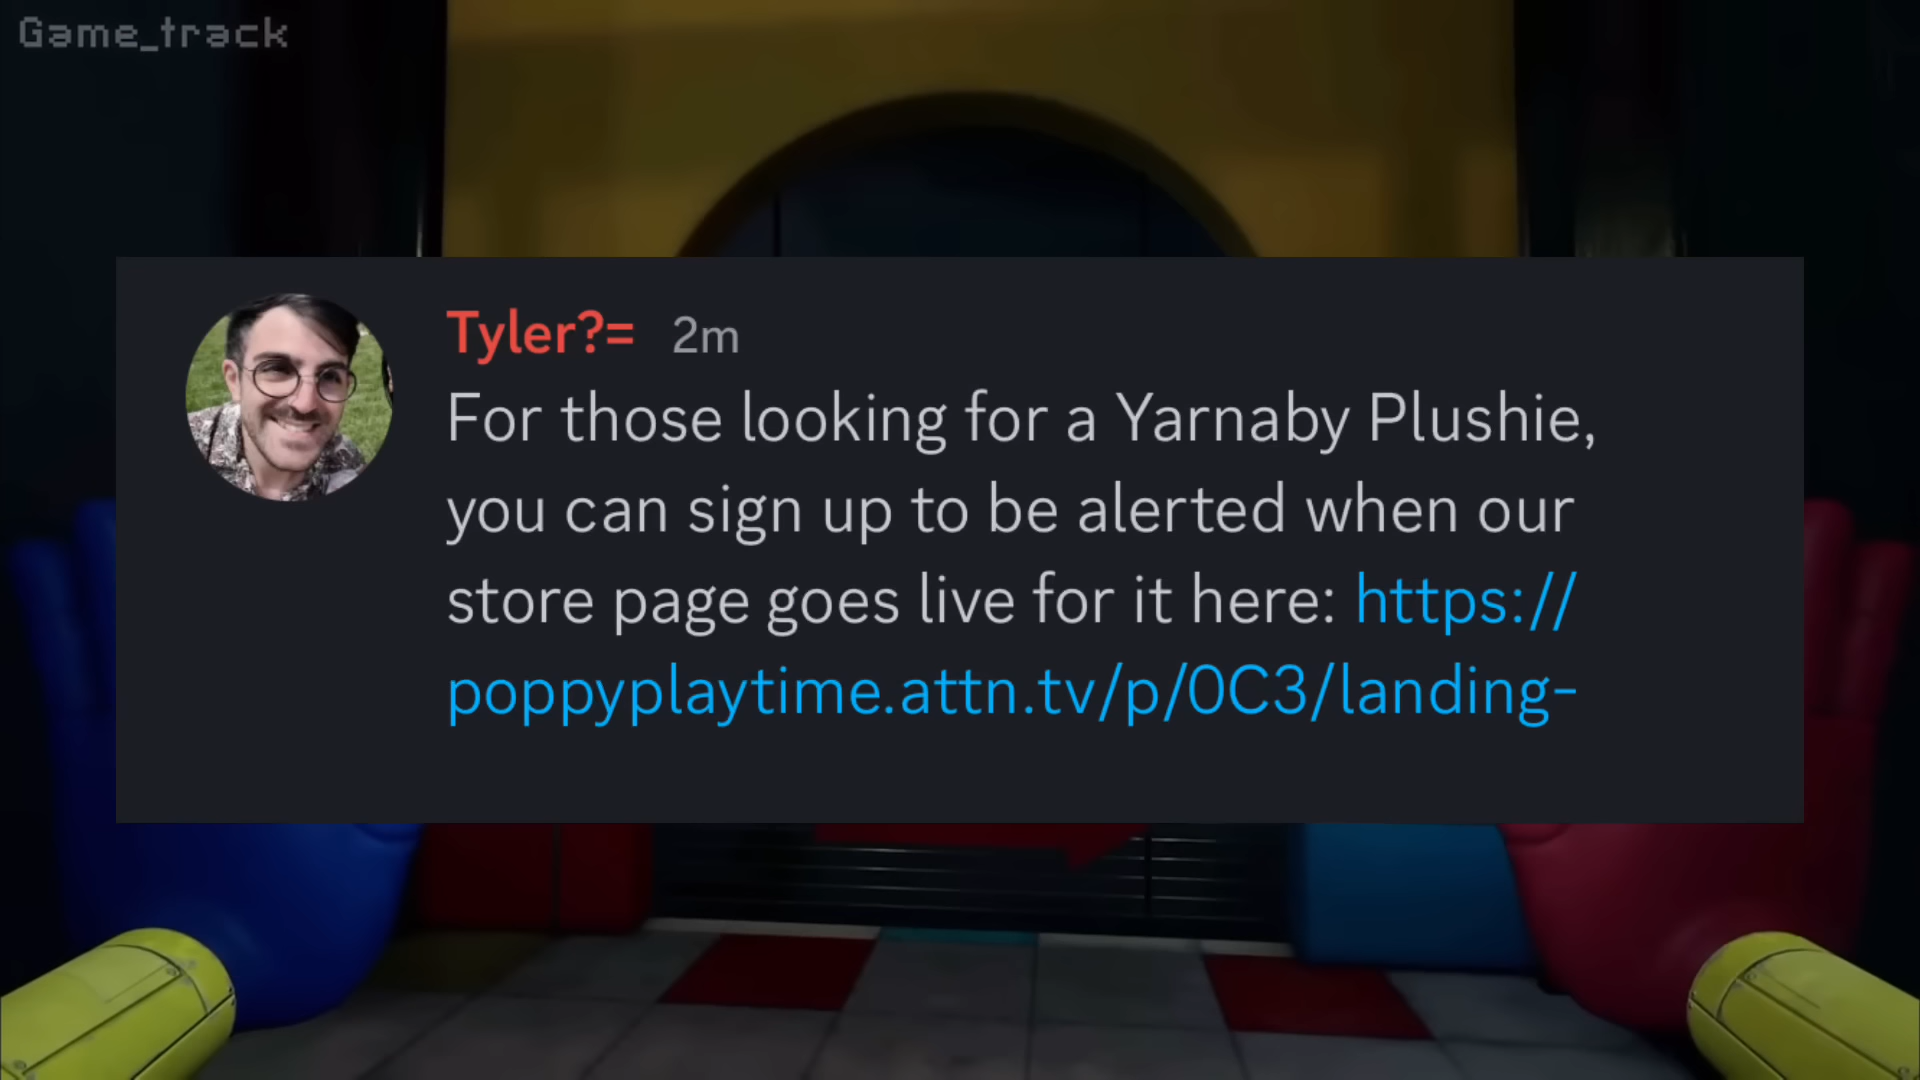 Game_track
Tyler?= 2m
For those looking for a Yarnaby Plushie,
you can sign up to be alerted when our
store page goes live for it here: https://
poppyplaytime.attn.tv/p/0C3/landing-